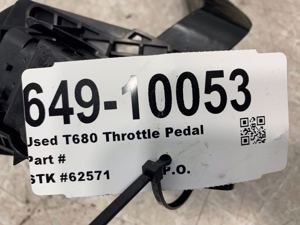 649-10053
Used T680 Throttle Pedal
Part #
STK #62571 P.O.